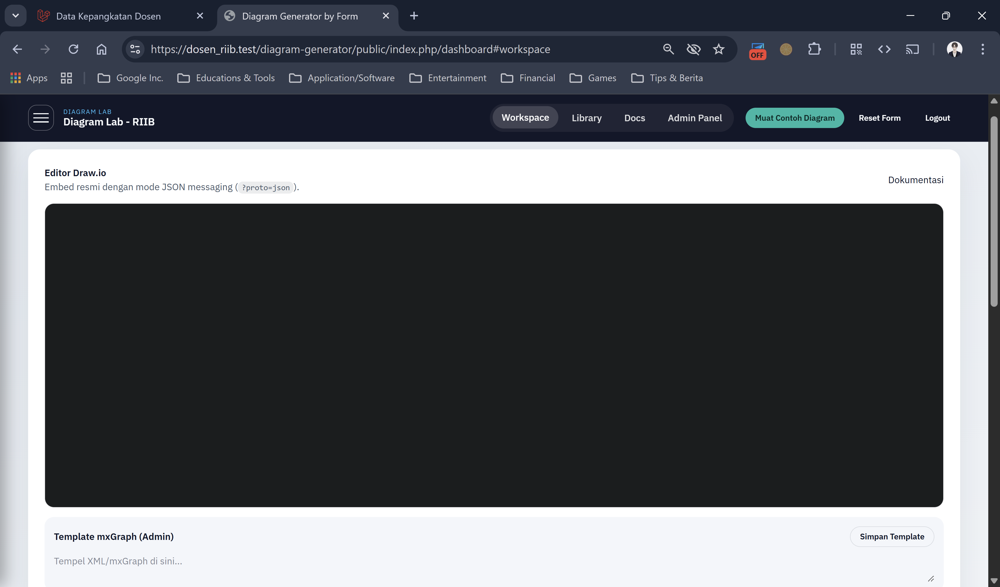 Data Kepangkatan Dosen
Diagram Generator by Form
https://dosen_riib.test/diagram-generator/public/index.php/dashboard#workspace
OFF
Apps
Google Inc.
Educations & Tools
Application/Software
Entertainment
Financial
Games
Tips & Berita
DIAGRAM LAB
Diagram Lab - RIIB
Workspace
Library
Docs
Admin Panel
Muat Contoh Diagram
Reset Form
Logout
Editor Draw.io
Embed resmi dengan mode JSON messaging ( ?proto=json ).
Dokumentasi
Template mxGraph (Admin)
Simpan Template
Tempel XML/mxGraph di sini...